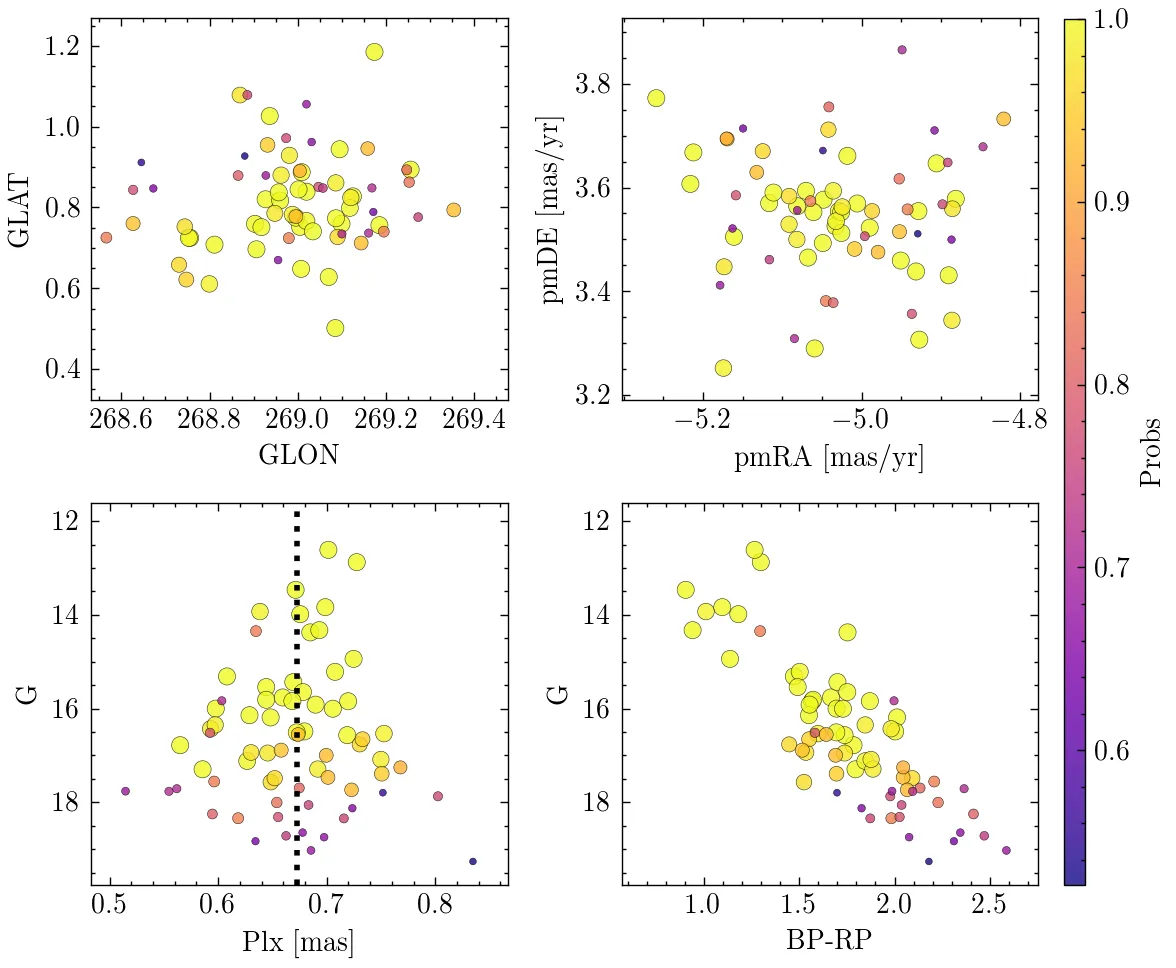 1.2
1.0
0.8
0.6
0.4
GLAT
268.6 268.8 269.0 269.2 269.4
GLON
3.8
3.6
3.4
3.2
pmDE [mas/yr]
−5.2 −5.0 −4.8
pmRA [mas/yr]
1.0
0.9
0.8
0.7
0.6
Probs
12
14
16
18
G
0.5 0.6 0.7 0.8
Plx [mas]
12
14
16
18
G
1.0 1.5 2.0 2.5
BP-RP